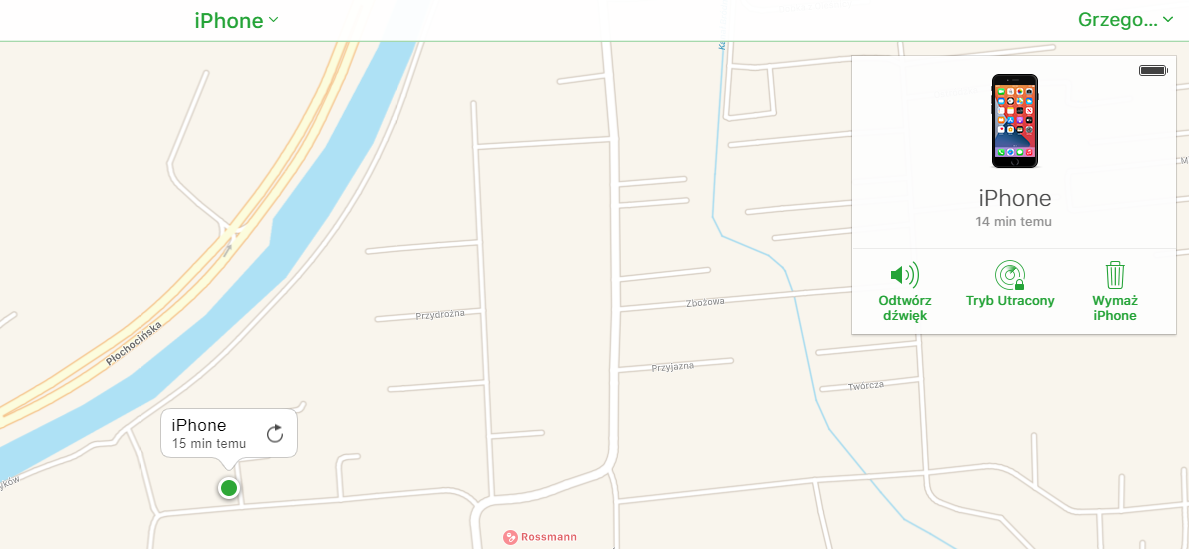 iPhone
Grzego...
iPhone
14 min temu
Odtwórz
dźwięk
Tryb Utracony
Wymaż
iPhone
Zbożowa
Przydrożna
Płochocińska
Przyjazna
Twórcza
iPhone
15 min temu
Rossmann